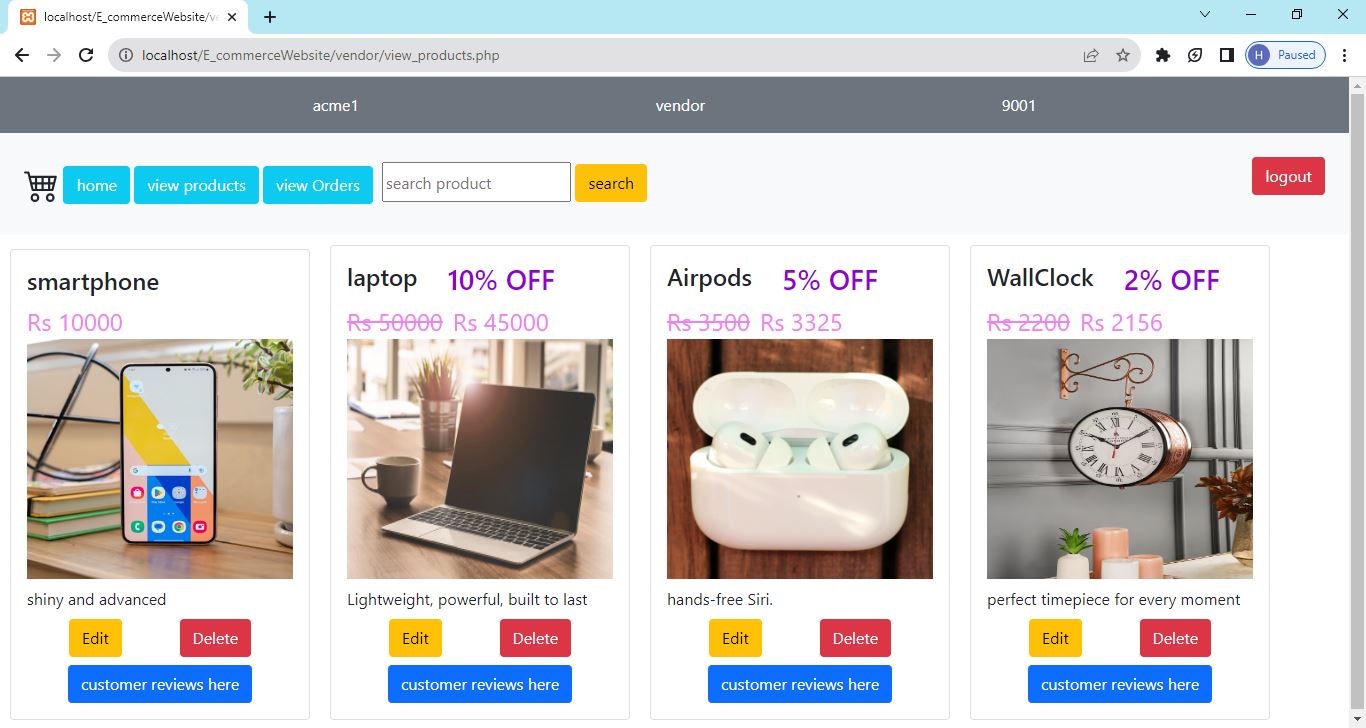 localhost/E_commerceWebsite/ve
localhost/E_commerceWebsite/vendor/view_products.php
H Paused
acme1 vendor 9001
home view products view Orders search product search logout
smartphone
Rs 10000
shiny and advanced
Edit Delete
customer reviews here
laptop 10% OFF
Rs 50000 Rs 45000
Lightweight, powerful, built to last
Edit Delete
customer reviews here
Airpods 5% OFF
Rs 3500 Rs 3325
hands-free Siri.
Edit Delete
customer reviews here
WallClock 2% OFF
Rs 2200 Rs 2156
perfect timepiece for every moment
Edit Delete
customer reviews here